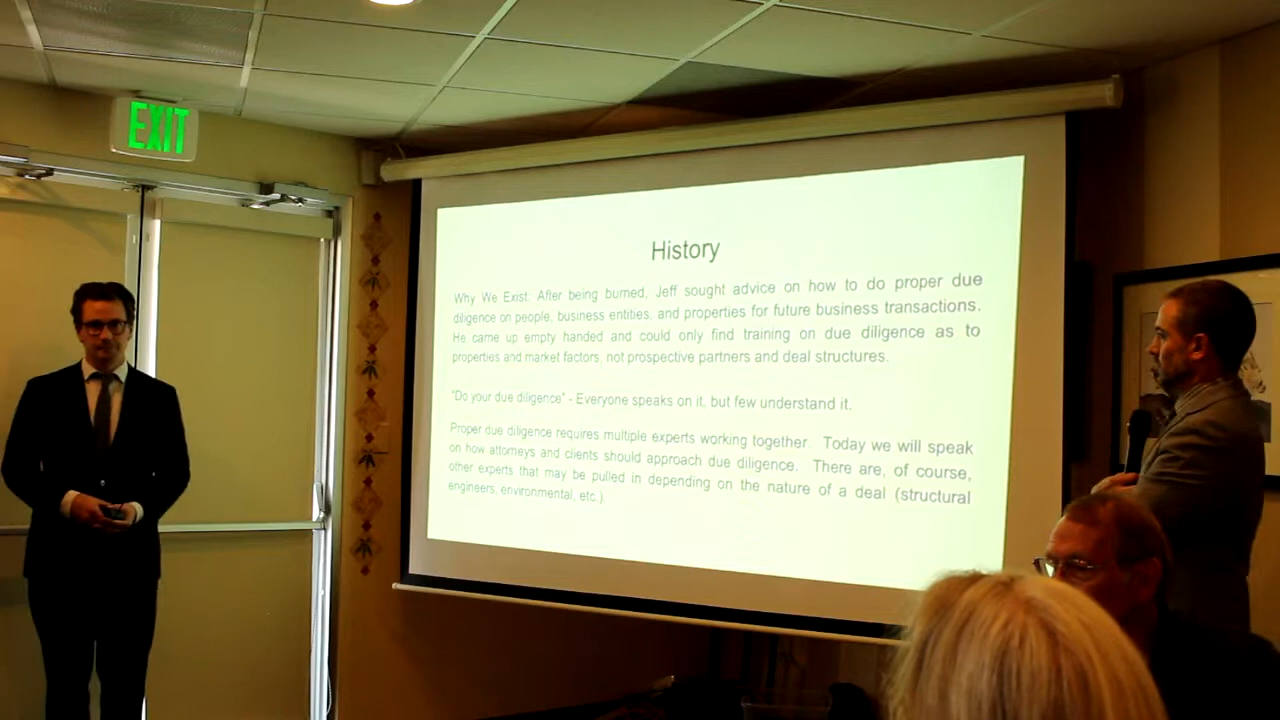 EXIT
History
Why We Exist: After being burned, Jeff sought advice on how to do proper due
diligence on people, business entities, and properties for future business transactions.
He came up empty handed and could only find training on due diligence as to
properties and market factors, not prospective partners and deal structures.
"Do your due diligence" - Everyone speaks on it, but few understand it.
Proper due diligence requires multiple experts working together. Today we will speak
on how attorneys and clients should approach due diligence. There are, of course,
other experts that may be pulled in depending on the nature of a deal (structural
engineers, environmental, etc.)